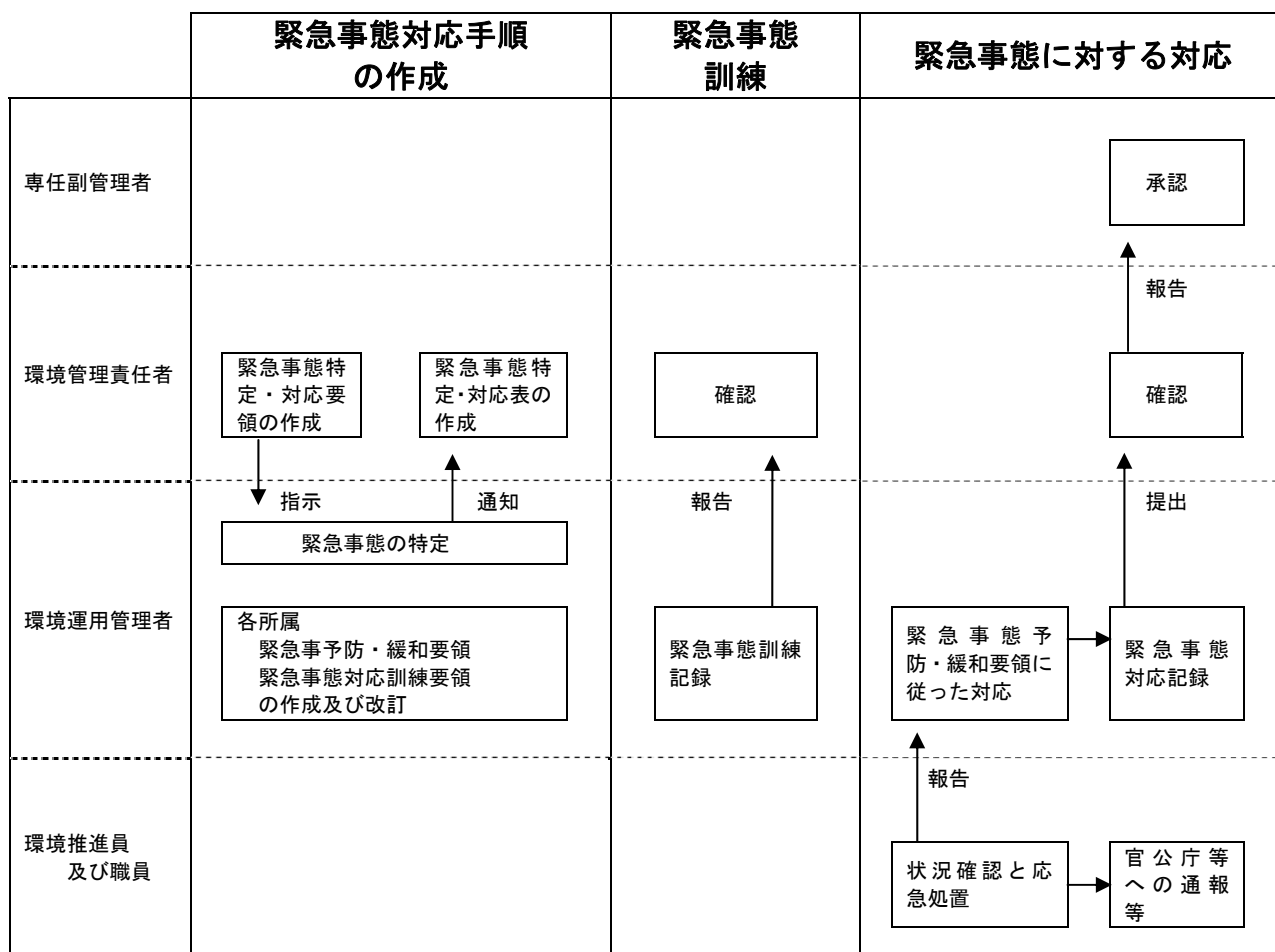 緊急事態対応手順
の作成
緊急事態
訓練
緊急事態に対する対応
専任副管理者
承認
報告
環境管理責任者
緊急事態特
定・対応要
領の作成
緊急事態特
定・対応表の
作成
確認
確認
指示
通知
報告
提出
緊急事態の特定
環境運用管理者
各所属
緊急事予防・緩和要領
緊急事態対応訓練要領
の作成及び改訂
緊急事態訓練
記録
緊急事態予
防・緩和要領に
従った対応
緊急事態
対応記録
報告
環境推進員
及び職員
状況確認と応
急処置
官公庁等
への通報
等